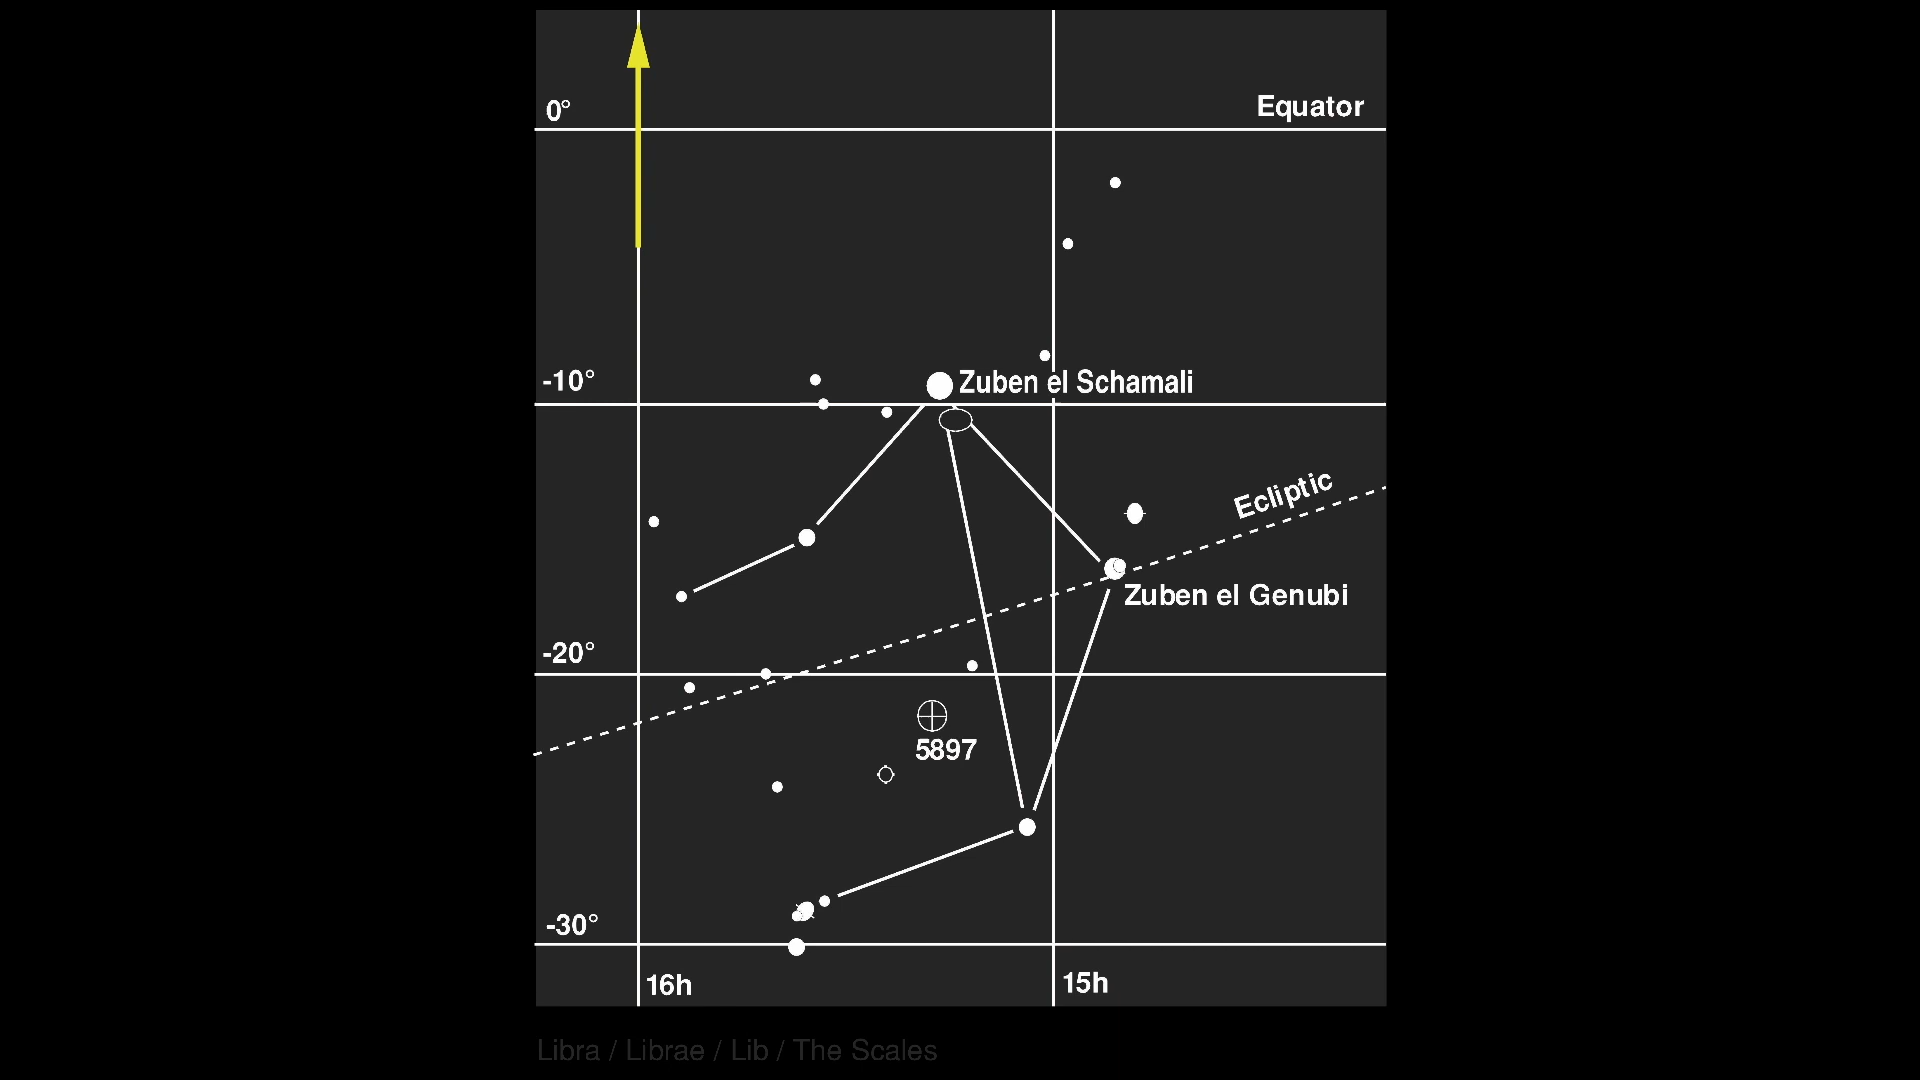 0°
Equator
-10°
Zuben el Schamali
Ecliptic
Zuben el Genubi
-20°
5897
-30°
16h
15h
Libra / Librae / Lib / The Scales